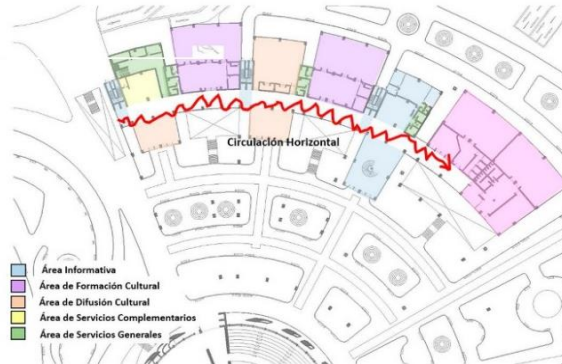 Circulación Horizontal
Área Informativa
Área de Formación Cultural
Área de Difusión Cultural
Área de Servicios Complementarios
Área de Servicios Generales